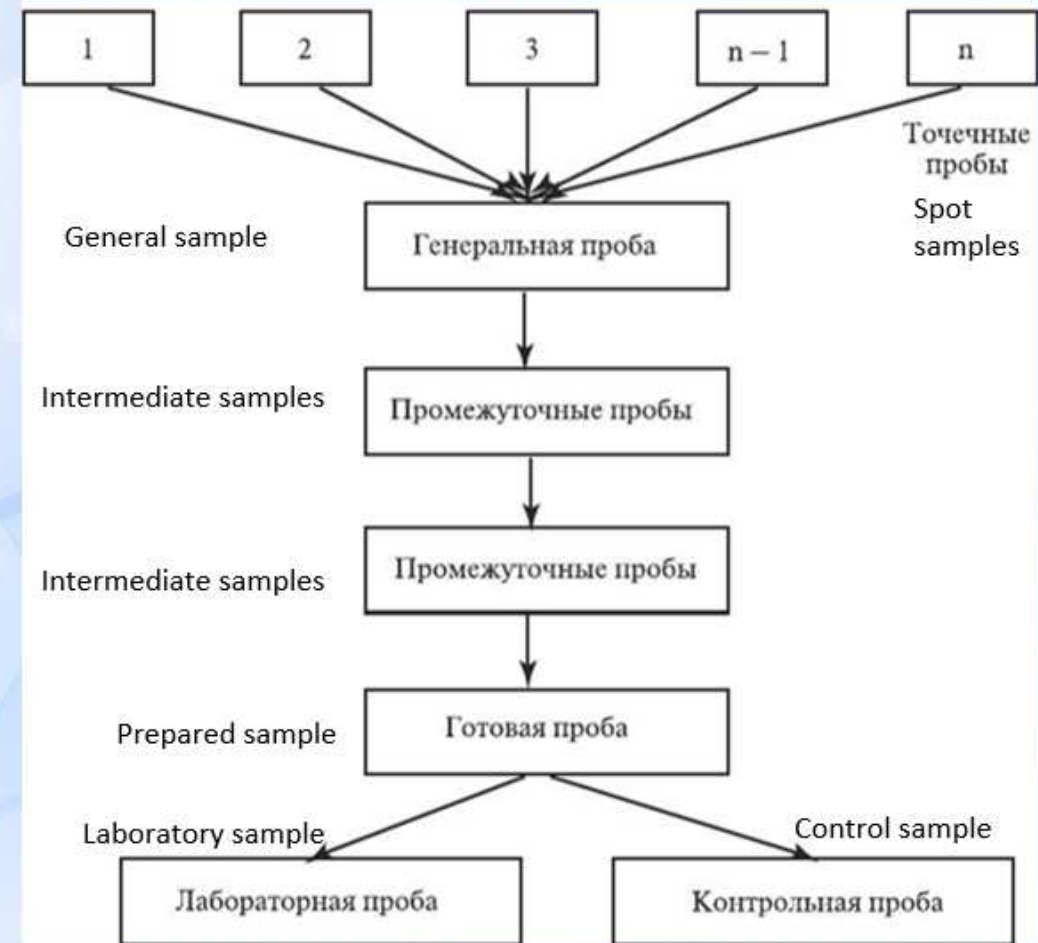 1
2
3
n – 1
n
Точечные
пробы
Spot
samples
General sample
Генеральная проба
Intermediate samples
Промежуточные пробы
Intermediate samples
Промежуточные пробы
Prepared sample
Готовая проба
Laboratory sample
Control sample
Лабораторная проба
Контрольная проба